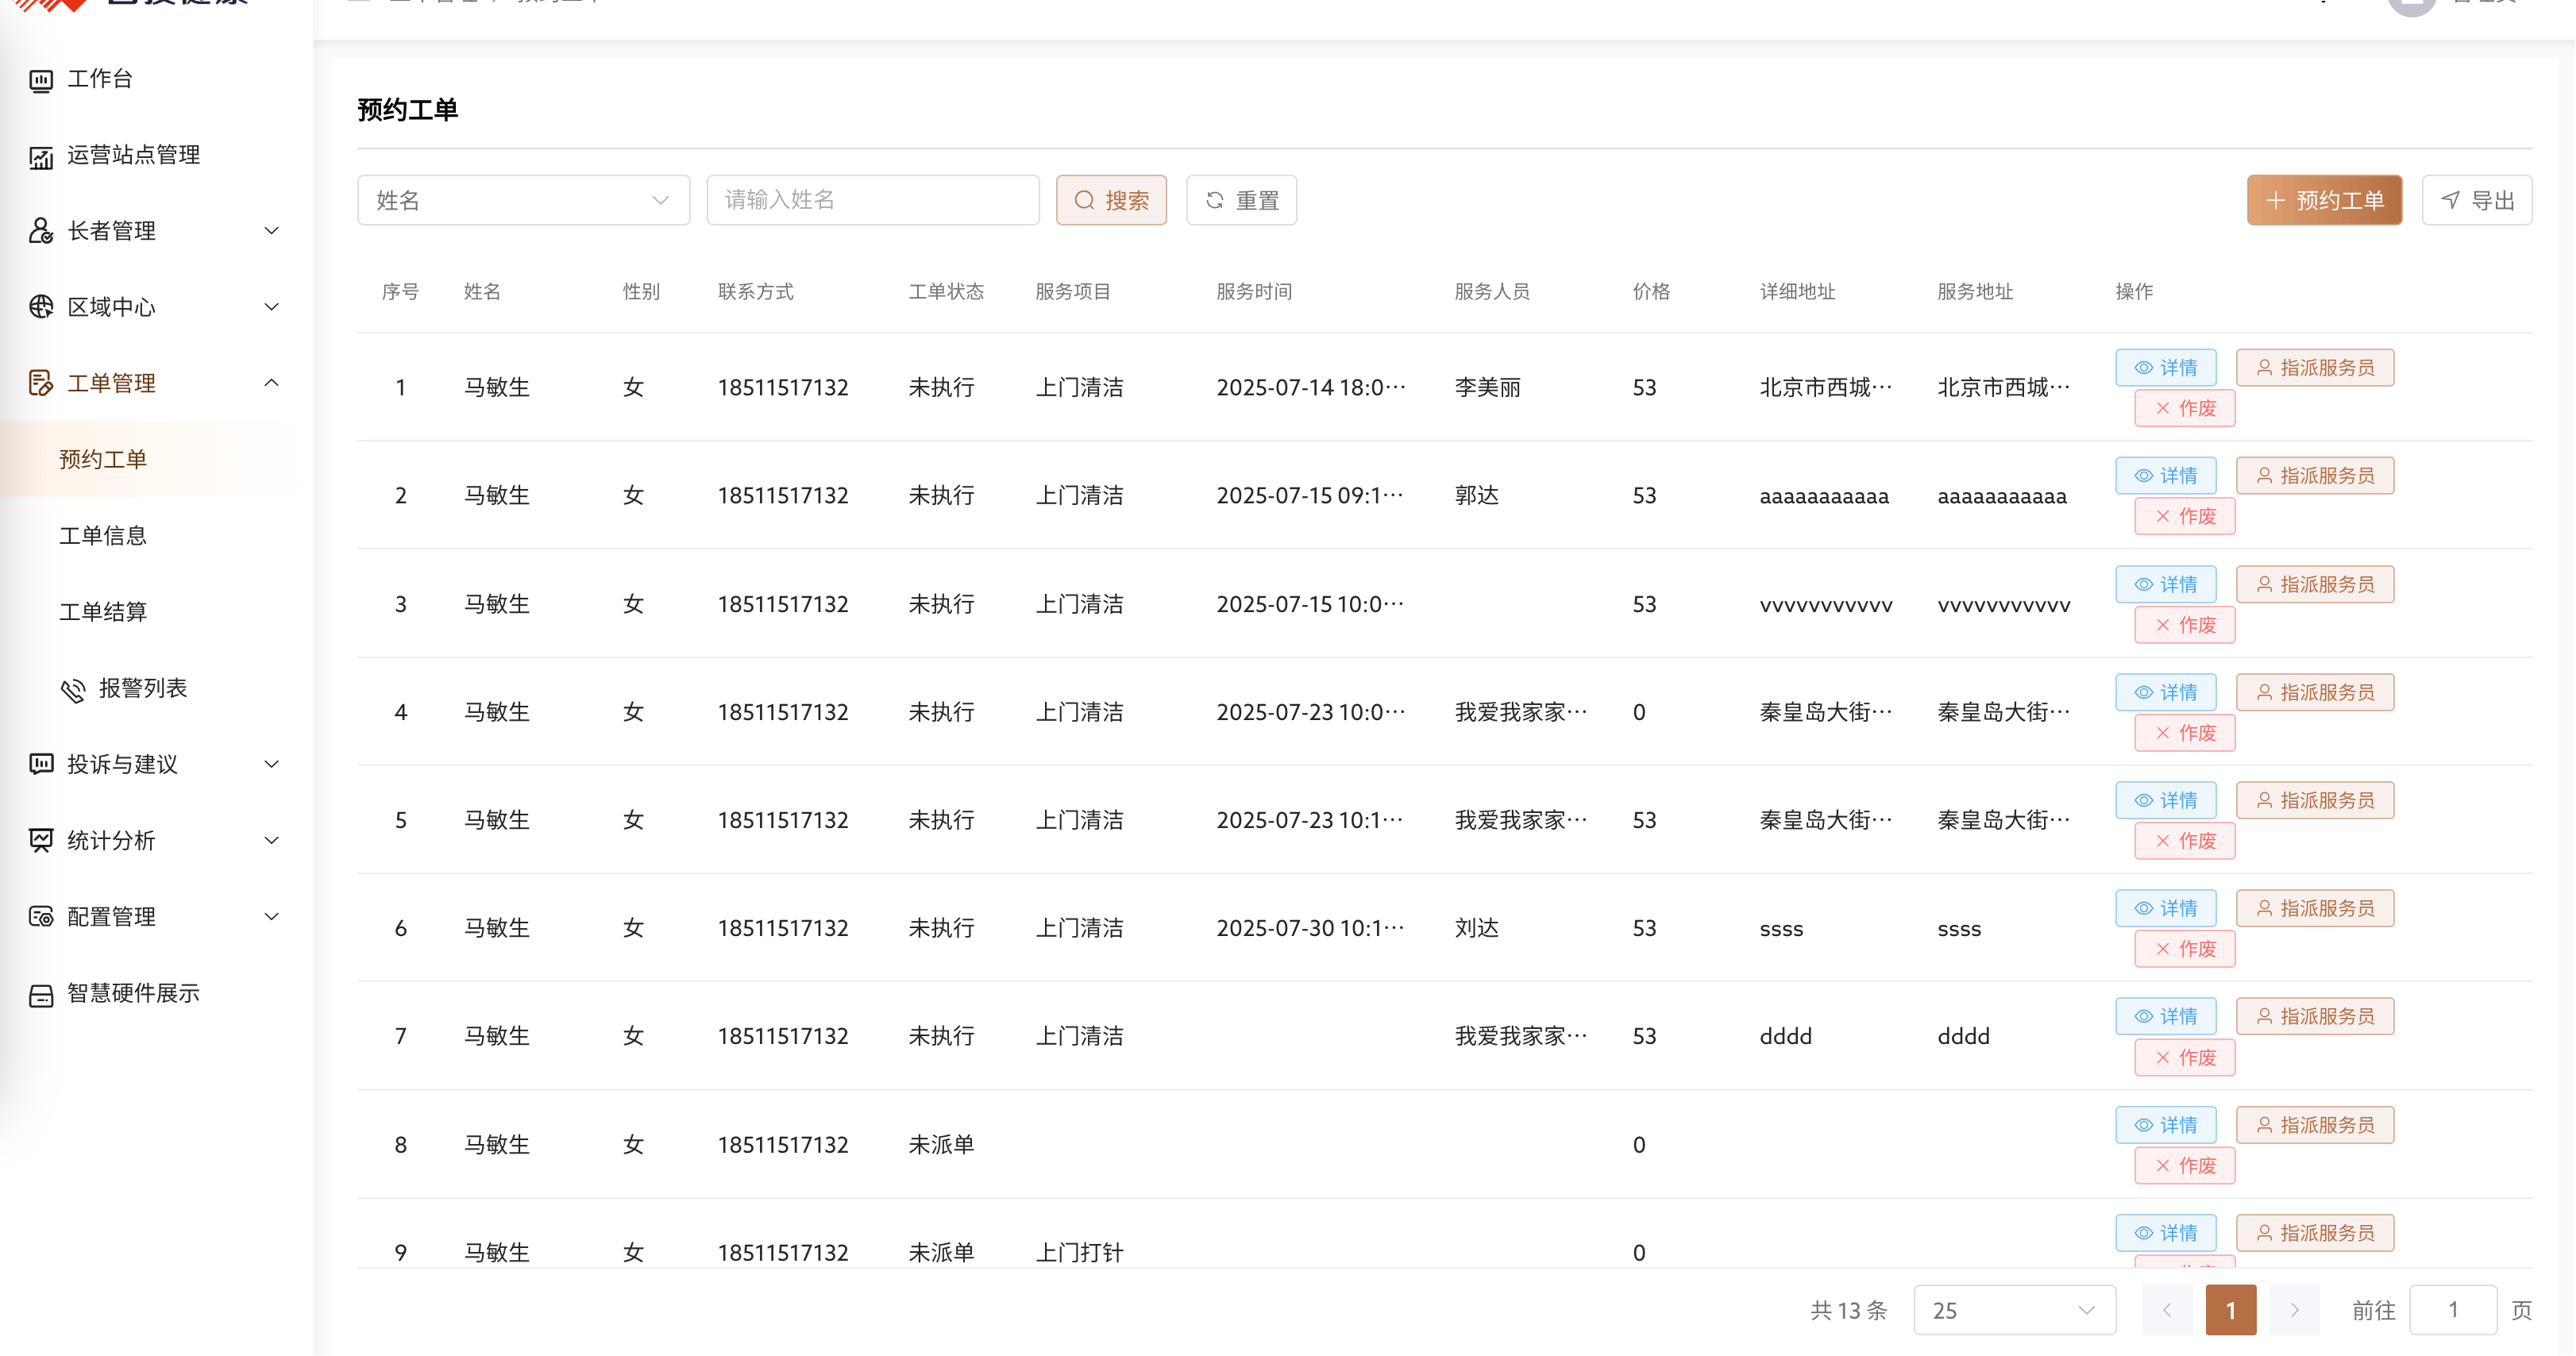 工作台
运营站点管理
长者管理
区域中心
工单管理
预约工单
工单信息
工单结算
报警列表
投诉与建议
统计分析
配置管理
智慧硬件展示
预约工单
姓名 请输入姓名 搜索 重置 预约工单 导出
序号 姓名 性别 联系方式 工单状态 服务项目 服务时间 服务人员 价格 详细地址 服务地址 操作
1 马敏生 女 18511517132 未执行 上门清洁 2025-07-14 18:0… 李美丽 53 北京市西城… 北京市西城… 详情 指派服务员
作废
2 马敏生 女 18511517132 未执行 上门清洁 2025-07-15 09:1… 郭达 53 aaaaaaaaaaa aaaaaaaaaaa 详情 指派服务员
作废
3 马敏生 女 18511517132 未执行 上门清洁 2025-07-15 10:0… 53 vvvvvvvvvvv vvvvvvvvvvv 详情 指派服务员
作废
4 马敏生 女 18511517132 未执行 上门清洁 2025-07-23 10:0… 我爱我家家… 0 秦皇岛大街… 秦皇岛大街… 详情 指派服务员
作废
5 马敏生 女 18511517132 未执行 上门清洁 2025-07-23 10:1… 我爱我家家… 53 秦皇岛大街… 秦皇岛大街… 详情 指派服务员
作废
6 马敏生 女 18511517132 未执行 上门清洁 2025-07-30 10:1… 刘达 53 ssss ssss 详情 指派服务员
作废
7 马敏生 女 18511517132 未执行 上门清洁 我爱我家家… 53 dddd dddd 详情 指派服务员
作废
8 马敏生 女 18511517132 未派单 0 详情 指派服务员
作废
9 马敏生 女 18511517132 未派单 上门打针 0 详情 指派服务员
共 13 条 25 1 前往 1 页